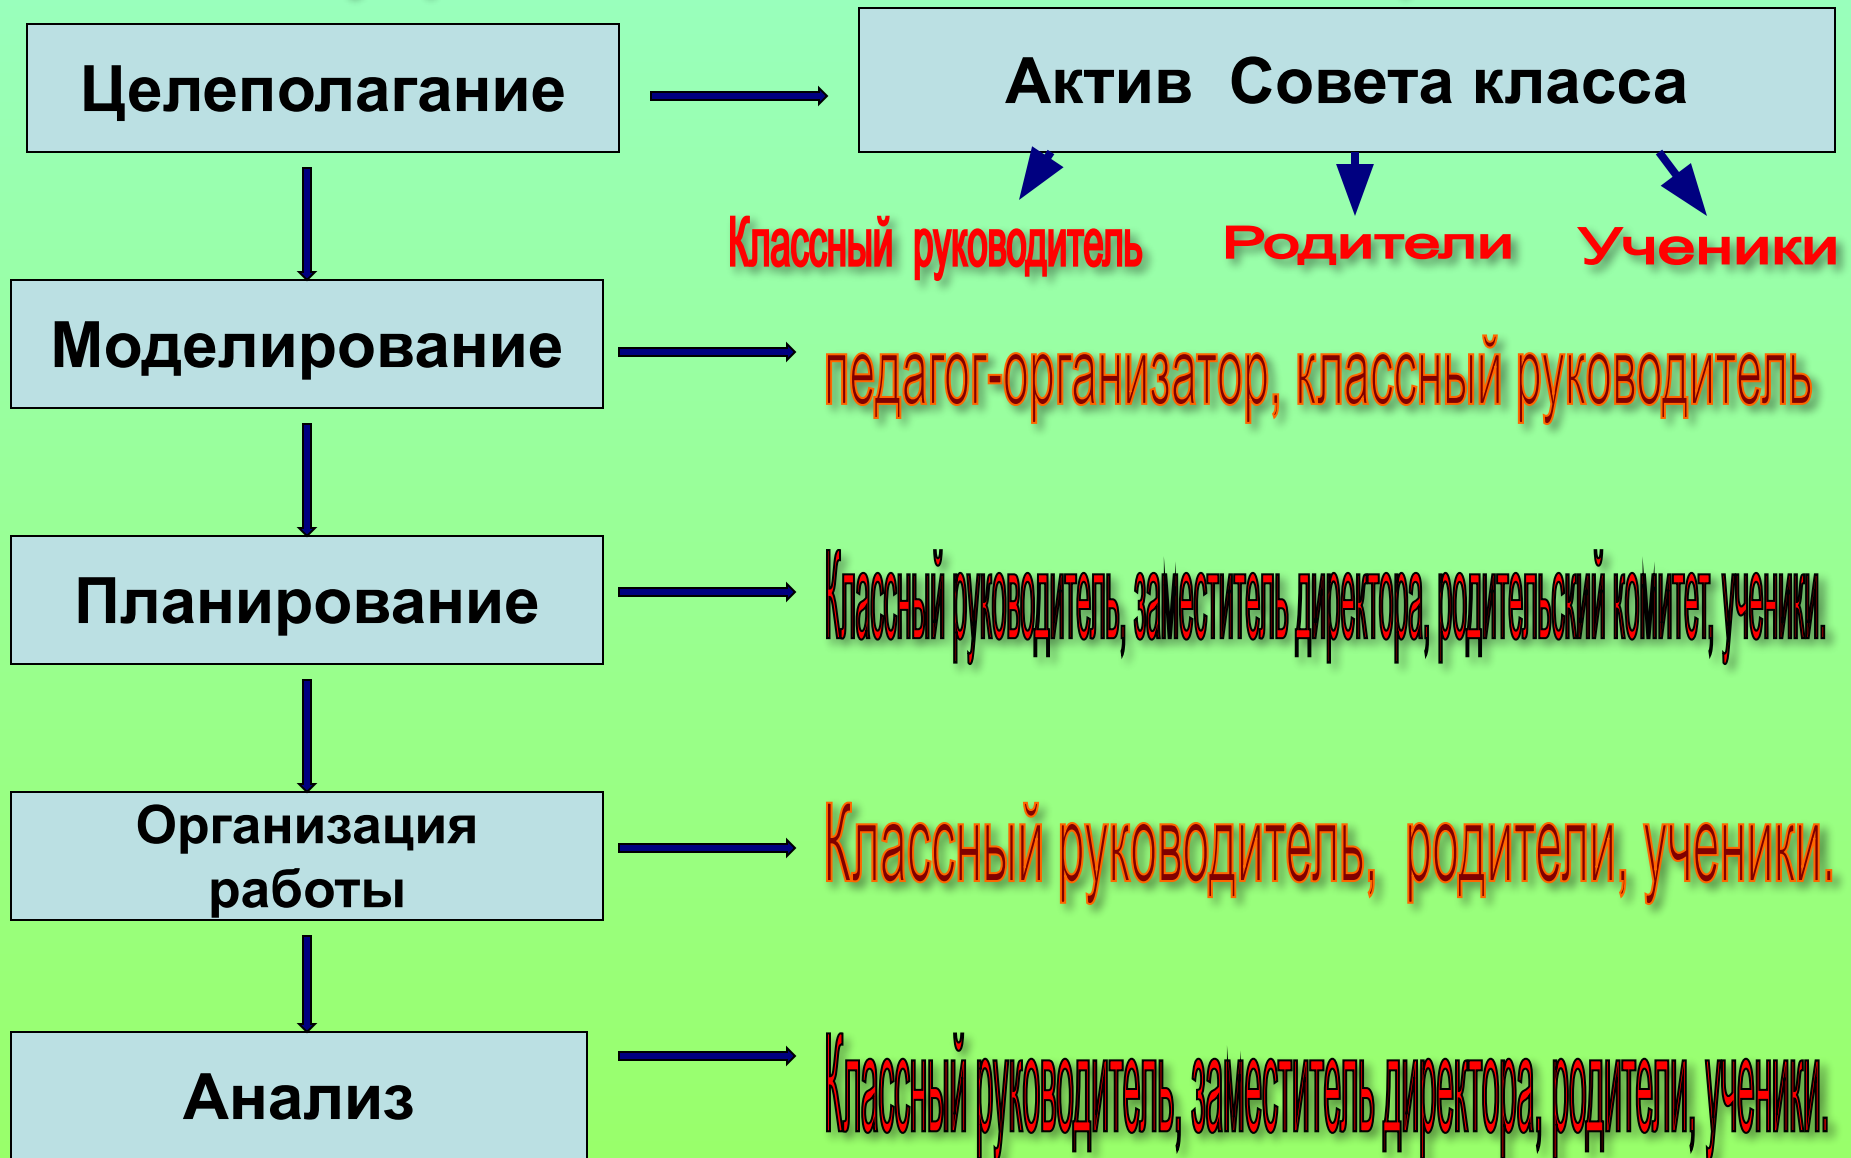 Целеполагание
Актив Совета класса
Классный руководитель
Родители
Ученики
Моделирование
педагог-организатор, классный руководитель
Планирование
Классный руководитель, заместитель директора, родительский комитет, ученики.
Организация
работы
Классный руководитель, родители, ученики.
Анализ
Классный руководитель, заместитель директора, родители, ученики.